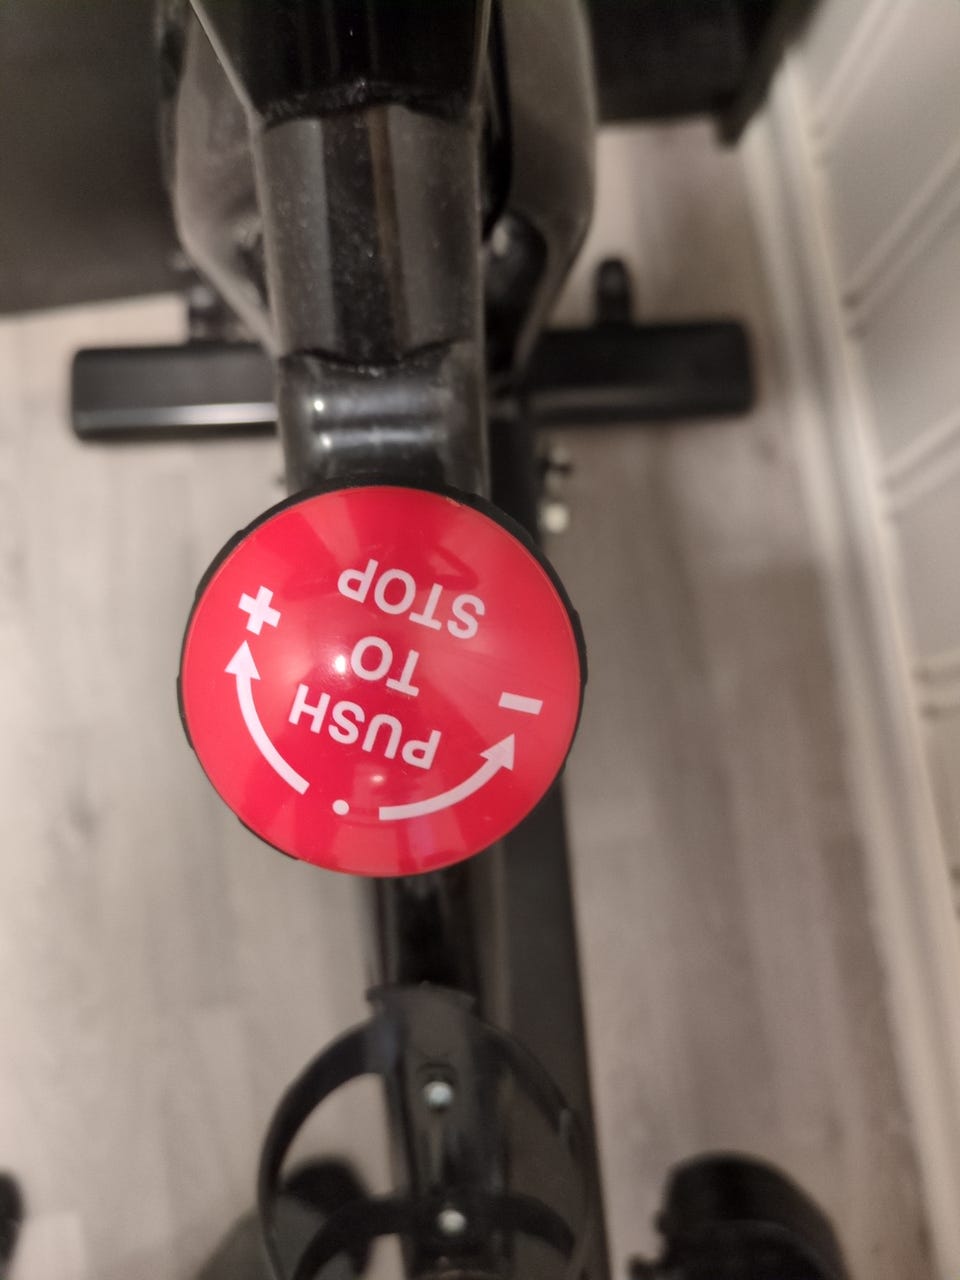 PUSH
TO
STOP
- +